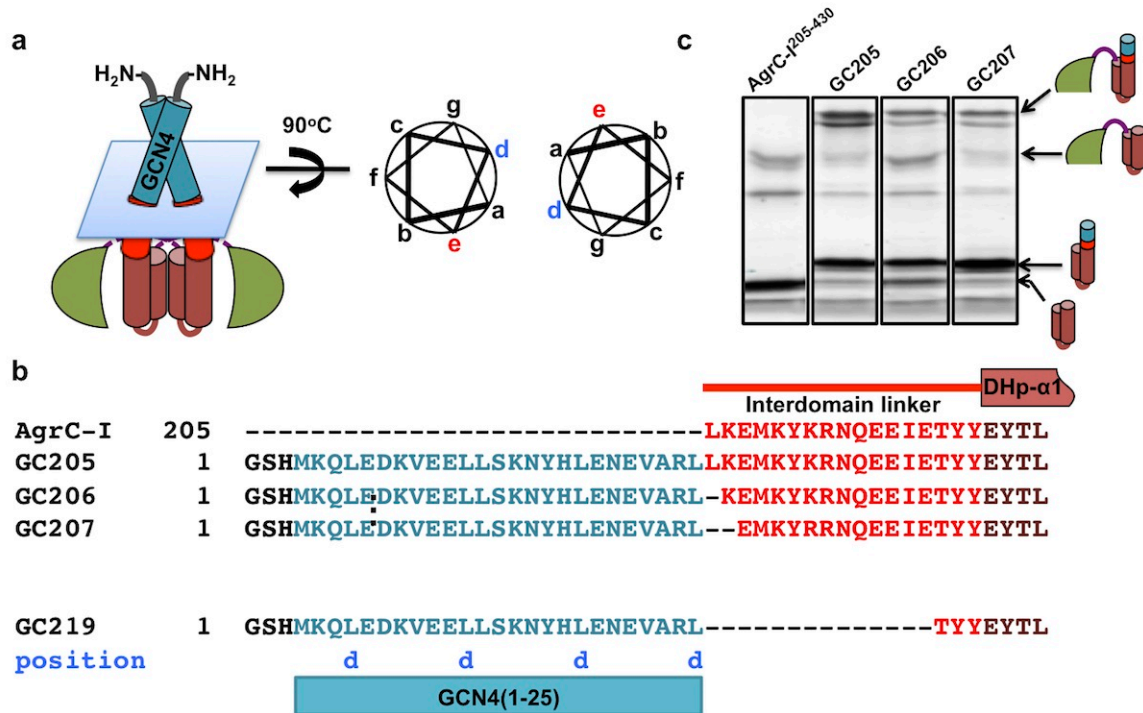 a
H₂N
NH₂
GCN4
90°C
g
c
d
f
a
b
e
e
a
b
f
d
g
c
c
AgrC-I²⁰⁵⁻⁴³⁰
GC205
GC206
GC207
b
DHp-α1
Interdomain linker
AgrC-I 205 ----------------------------LKEMKYKRNQEEIETYYEYTL
GC205 1 GSHMKQLEDKVEELLSKNYHLENEVARLLKEMKYKRNQEEIETYYEYTL
GC206 1 GSHMKQLEDKVEELLSKNYHLENEVARL-KEMKYKRNQEEIETYYEYTL
GC207 1 GSHMKQLEDKVEELLSKNYHLENEVARL--EMKYRRNQEEIETYYEYTL
GC219 1 GSHMKQLEDKVEELLSKNYHLENEVARL--------------TYYEYTL
position d d d d
GCN4(1-25)